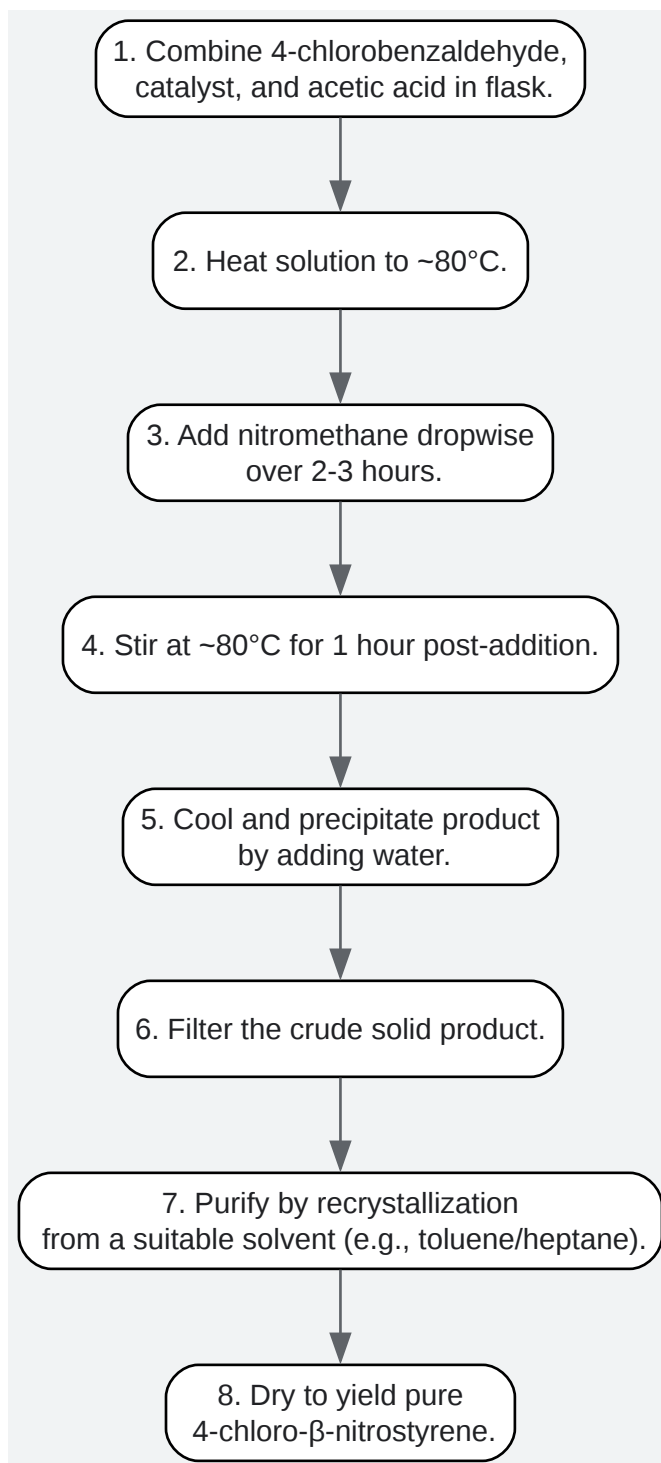 1. Combine 4-chlorobenzaldehyde,
catalyst, and acetic acid in flask.
2. Heat solution to ~80°C.
3. Add nitromethane dropwise
over 2-3 hours.
4. Stir at ~80°C for 1 hour post-addition.
5. Cool and precipitate product
by adding water.
6. Filter the crude solid product.
7. Purify by recrystallization
from a suitable solvent (e.g., toluene/heptane).
8. Dry to yield pure
4-chloro-β-nitrostyrene.